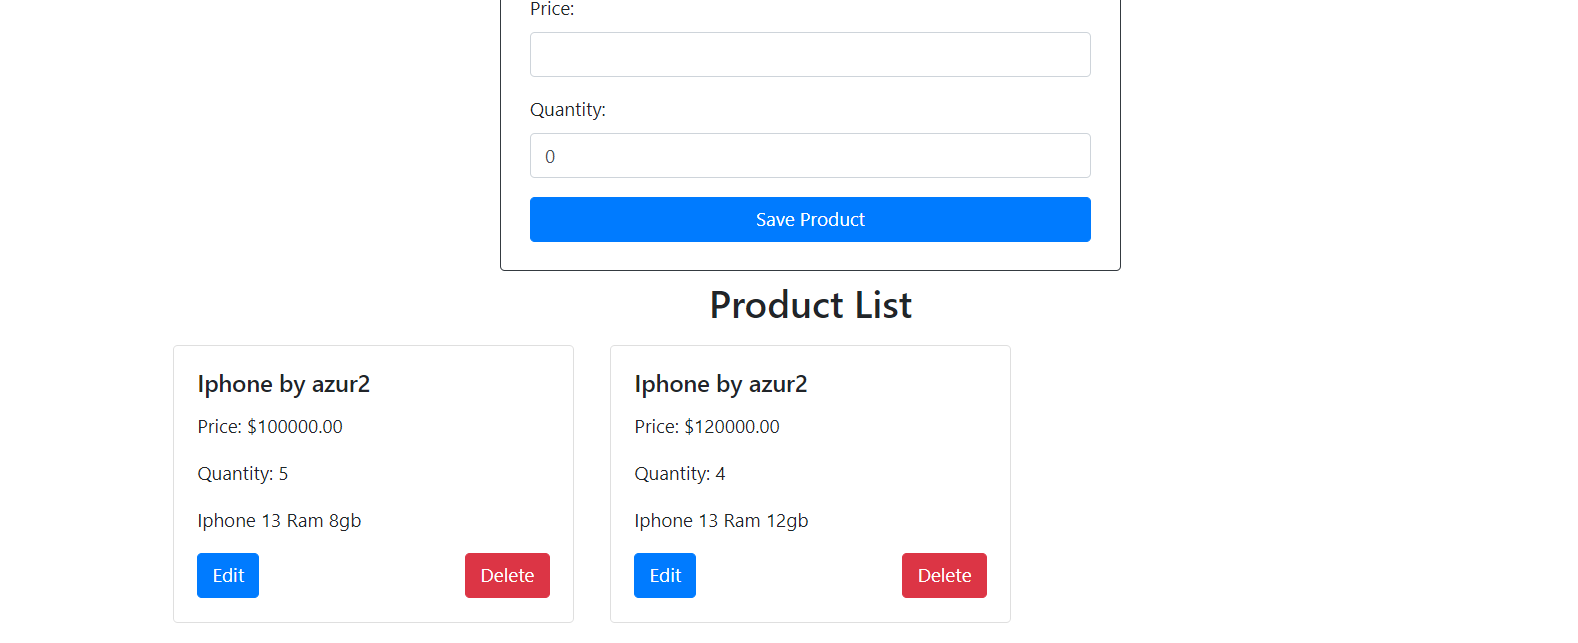 Price:
Quantity:
0
Save Product
Product List
Iphone by azur2
Price: $100000.00
Quantity: 5
Iphone 13 Ram 8gb
Edit
Delete
Iphone by azur2
Price: $120000.00
Quantity: 4
Iphone 13 Ram 12gb
Edit
Delete